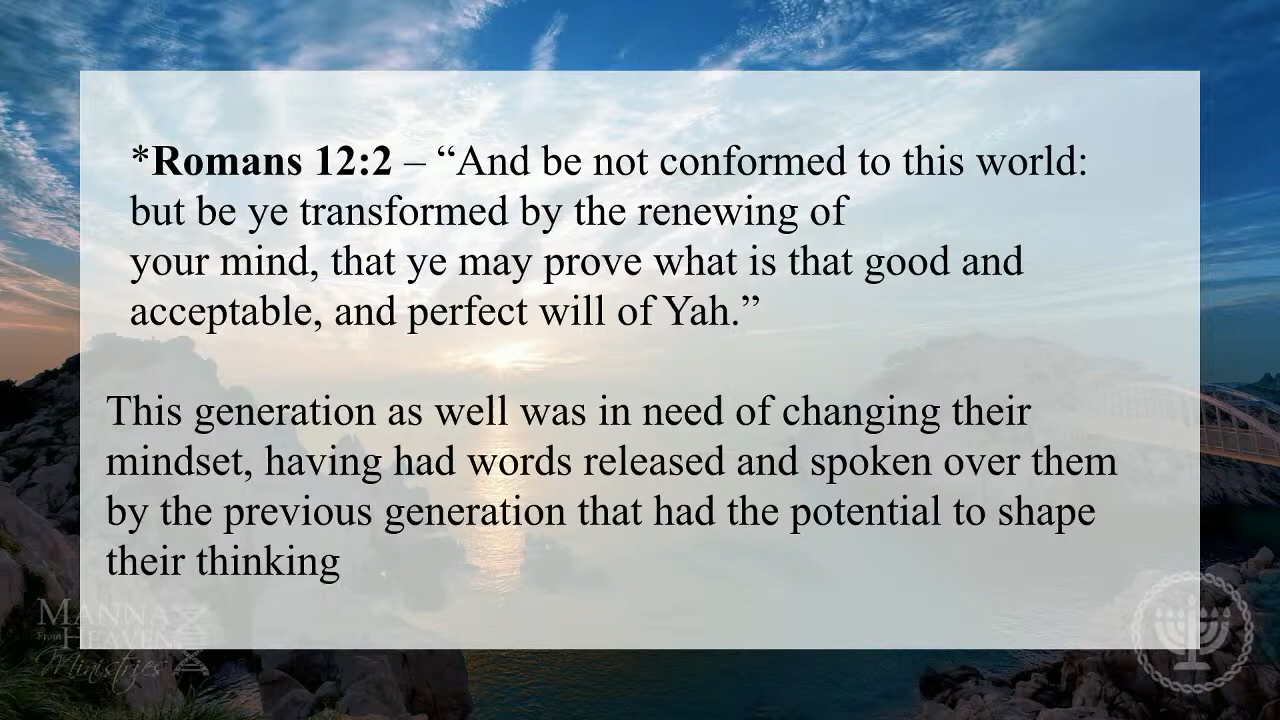 *Romans 12:2 – “And be not conformed to this world:
but be ye transformed by the renewing of
your mind, that ye may prove what is that good and
acceptable, and perfect will of Yah.”
This generation as well was in need of changing their
mindset, having had words released and spoken over them
by the previous generation that had the potential to shape
their thinking
MANNA
From HEAVEN
Ministries